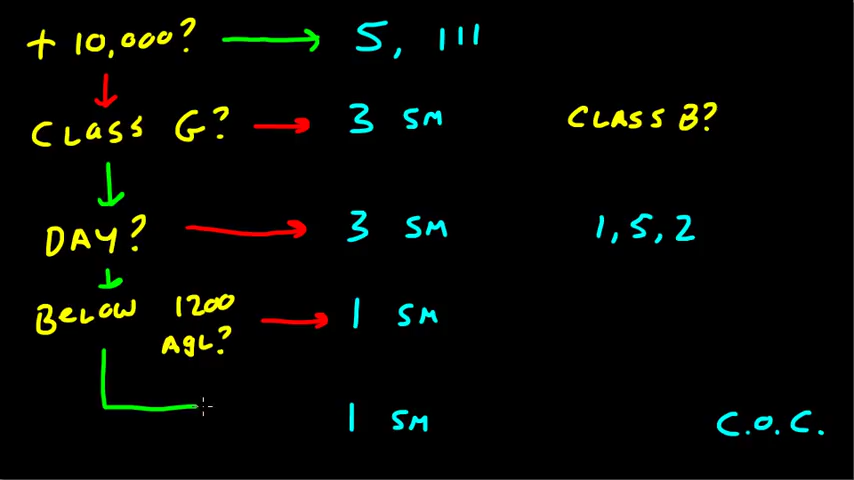 + 10,000? 5, 111
CLASS G? 3 SM CLASS B?
DAY? 3 SM 1, 5, 2
BELOW 1200 1 SM
AGL?
1 SM C.O.C.